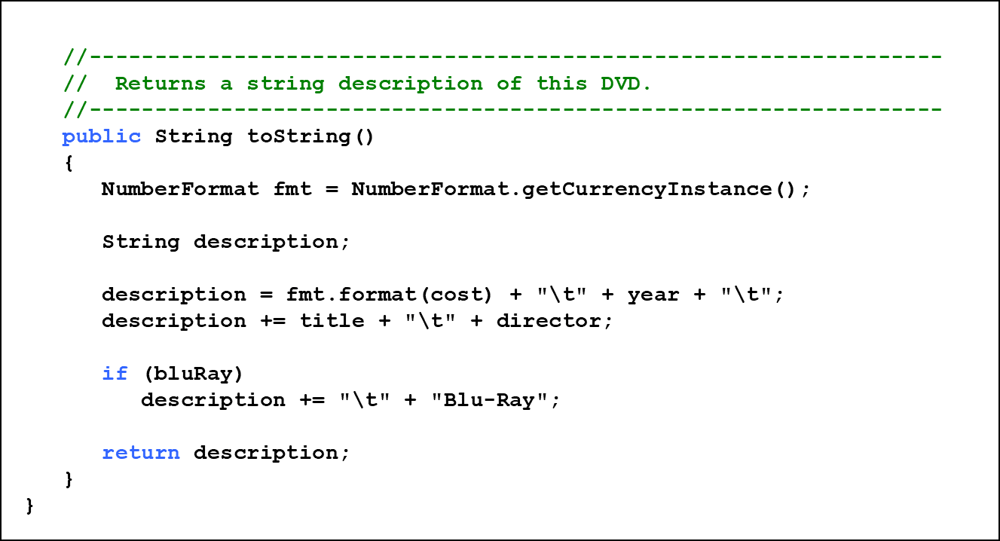 //-----------------------------------------------------------------
//  Returns a string description of this DVD.
//-----------------------------------------------------------------
public String toString()
{
   NumberFormat fmt = NumberFormat.getCurrencyInstance();
   String description;
   description = fmt.format(cost) + "\t" + year + "\t";
   description += title + "\t" + director;
   if (bluRay)
      description += "\t" + "Blu-Ray";
   return description;
}
}